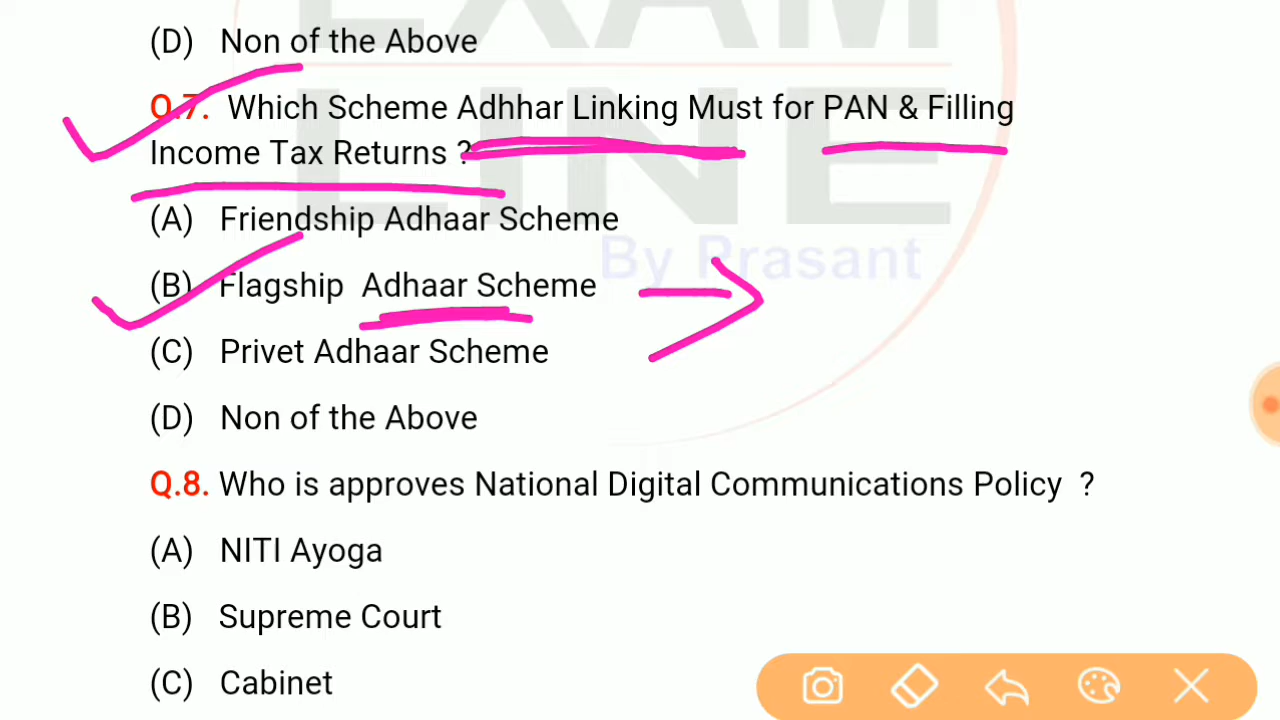 EXAM
(D) Non of the Above
Q.7. Which Scheme Adhhar Linking Must for PAN & Filling
Income Tax Returns ?
LINE
(A) Friendship Adhaar Scheme
By Prasant
(B) Flagship Adhaar Scheme
(C) Privet Adhaar Scheme
(D) Non of the Above
Q.8. Who is approves National Digital Communications Policy ?
(A) NITI Ayoga
(B) Supreme Court
(C) Cabinet